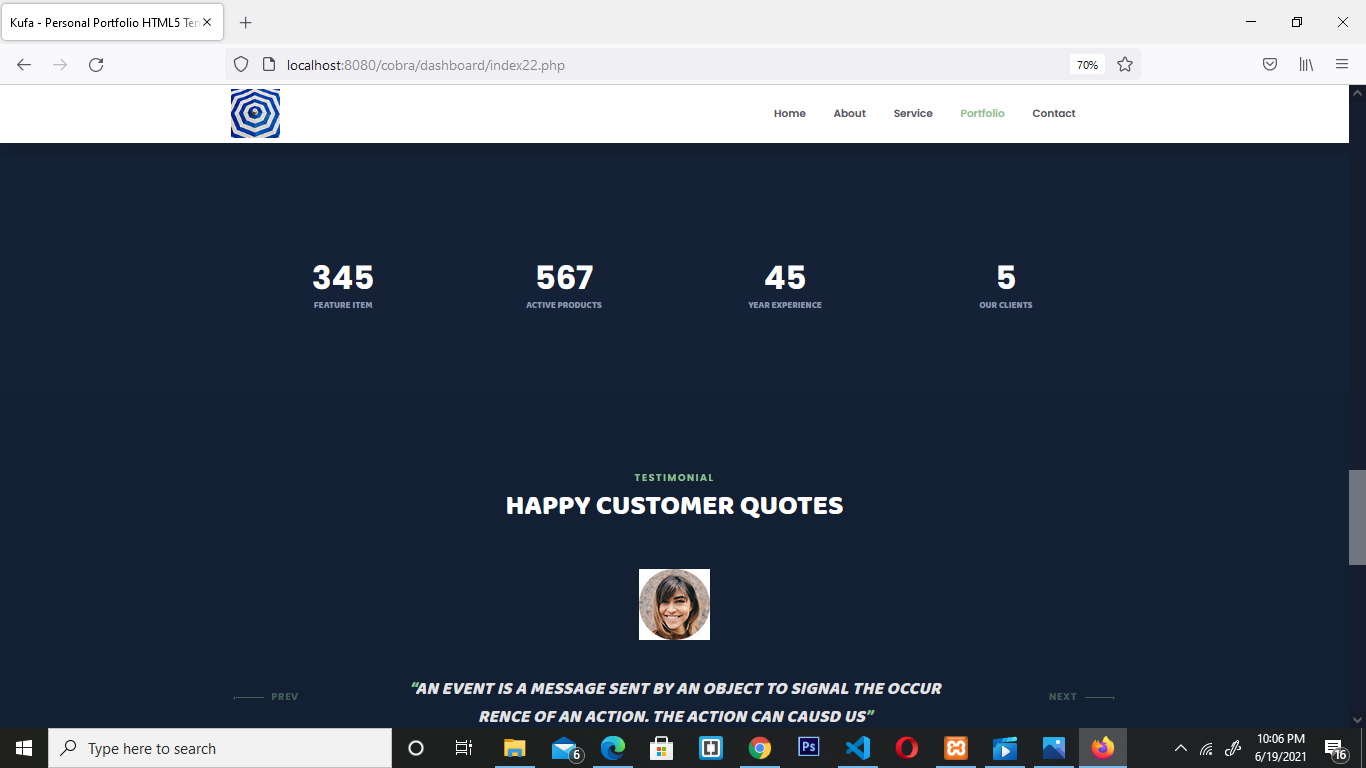 Kufa - Personal Portfolio HTML5 Ten
localhost:8080/cobra/dashboard/index22.php
70%
Home About Service Portfolio Contact
345 567 45 5
FEATURE ITEM ACTIVE PRODUCTS YEAR EXPERIENCE OUR CLIENTS
TESTIMONIAL
HAPPY CUSTOMER QUOTES
“AN EVENT IS A MESSAGE SENT BY AN OBJECT TO SIGNAL THE OCCUR
PREV NEXT
RENCE OF AN ACTION. THE ACTION CAN CAUSD US”
Type here to search
6
Ps
10:06 PM
6/19/2021
16